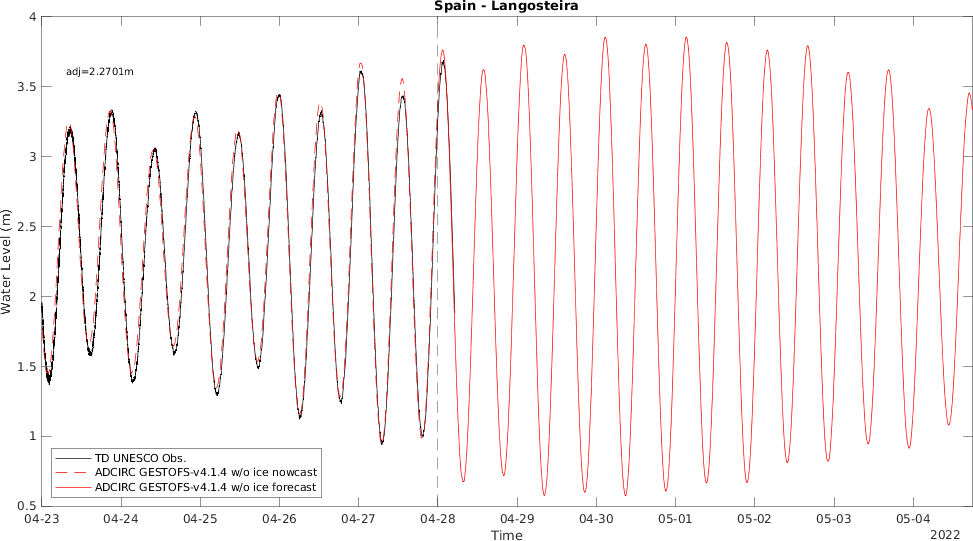 Spain - Langosteira
4
3.5
3
2.5
2
1.5
1
0.5
Water Level (m)
adj=2.2701m
TD UNESCO Obs.
ADCIRC GESTOFS-v4.1.4 w/o ice nowcast
ADCIRC GESTOFS-v4.1.4 w/o ice forecast
04-23 04-24 04-25 04-26 04-27 04-28 04-29 04-30 05-01 05-02 05-03 05-04
Time
2022